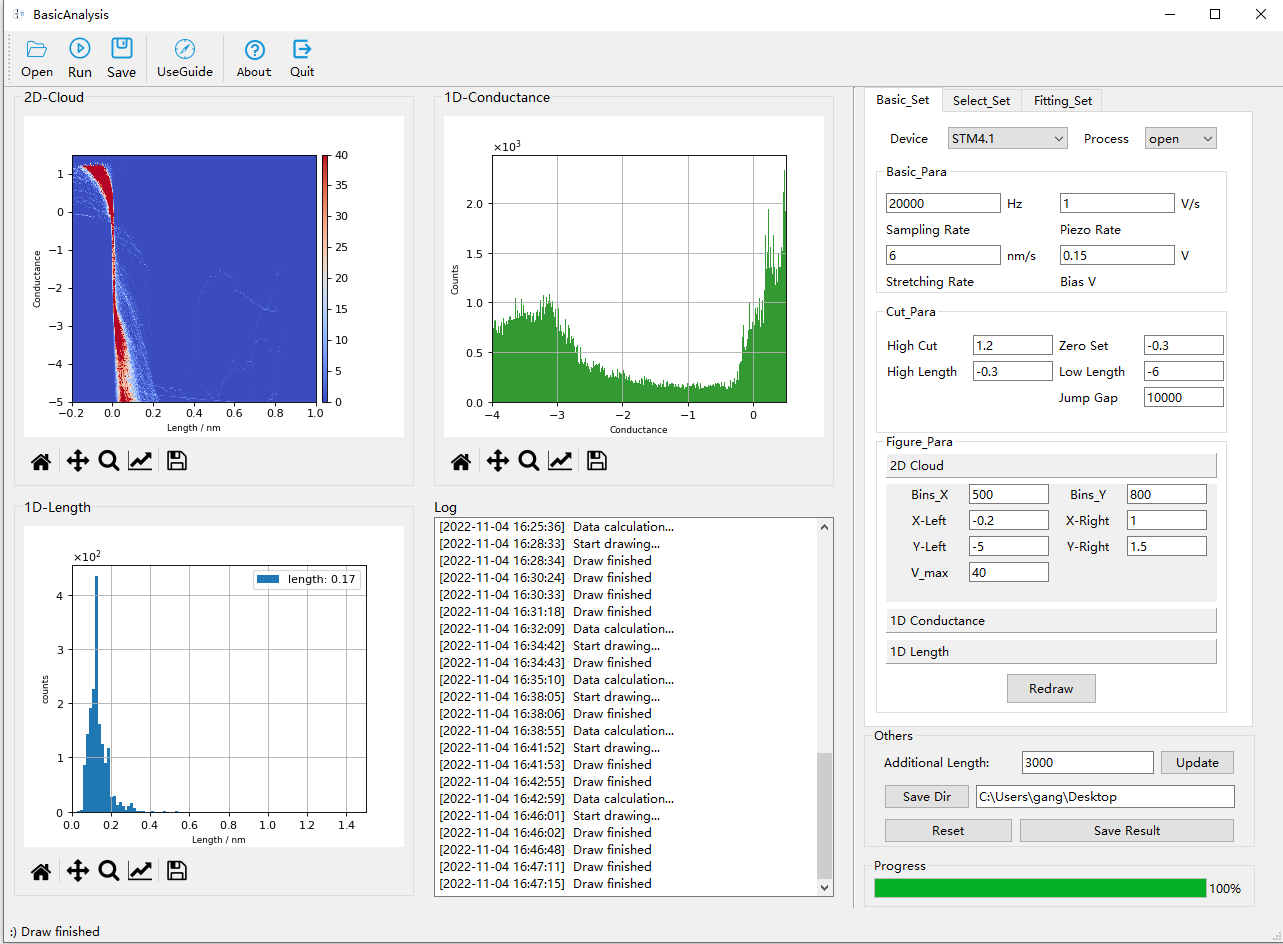 BasicAnalysis
Open Run Save UseGuide About Quit
2D-Cloud
1
0
−1
−2
−3
−4
−5
Conductance
−0.2 0.0 0.2 0.4 0.6 0.8 1.0
Length / nm
40
35
30
25
20
15
10
5
0
1D-Conductance
×10³
2.0
1.5
1.0
0.5
0.0
Counts
−4 −3 −2 −1 0
Conductance
1D-Length
×10²
length: 0.17
4
3
2
1
0
counts
0.0 0.2 0.4 0.6 0.8 1.0 1.2 1.4
Length / nm
Log
[2022-11-04 16:25:36] Data calculation...
[2022-11-04 16:28:33] Start drawing...
[2022-11-04 16:28:34] Draw finished
[2022-11-04 16:30:24] Draw finished
[2022-11-04 16:30:33] Draw finished
[2022-11-04 16:31:18] Draw finished
[2022-11-04 16:32:09] Data calculation...
[2022-11-04 16:34:42] Start drawing...
[2022-11-04 16:34:43] Draw finished
[2022-11-04 16:35:10] Data calculation...
[2022-11-04 16:38:05] Start drawing...
[2022-11-04 16:38:06] Draw finished
[2022-11-04 16:38:55] Data calculation...
[2022-11-04 16:41:52] Start drawing...
[2022-11-04 16:41:53] Draw finished
[2022-11-04 16:42:55] Draw finished
[2022-11-04 16:42:59] Data calculation...
[2022-11-04 16:46:01] Start drawing...
[2022-11-04 16:46:02] Draw finished
[2022-11-04 16:46:48] Draw finished
[2022-11-04 16:47:11] Draw finished
[2022-11-04 16:47:15] Draw finished
Basic_Set Select_Set Fitting_Set
Device STM4.1 Process open
Basic_Para
20000 Hz 1 V/s
Sampling Rate Piezo Rate
6 nm/s 0.15 V
Stretching Rate Bias V
Cut_Para
High Cut 1.2 Zero Set -0.3
High Length -0.3 Low Length -6
Jump Gap 10000
Figure_Para
2D Cloud
Bins_X 500 Bins_Y 800
X-Left -0.2 X-Right 1
Y-Left -5 Y-Right 1.5
V_max 40
1D Conductance
1D Length
Redraw
Others
Additional Length: 3000 Update
Save Dir C:\Users\gang\Desktop
Reset Save Result
Progress
100%
:) Draw finished